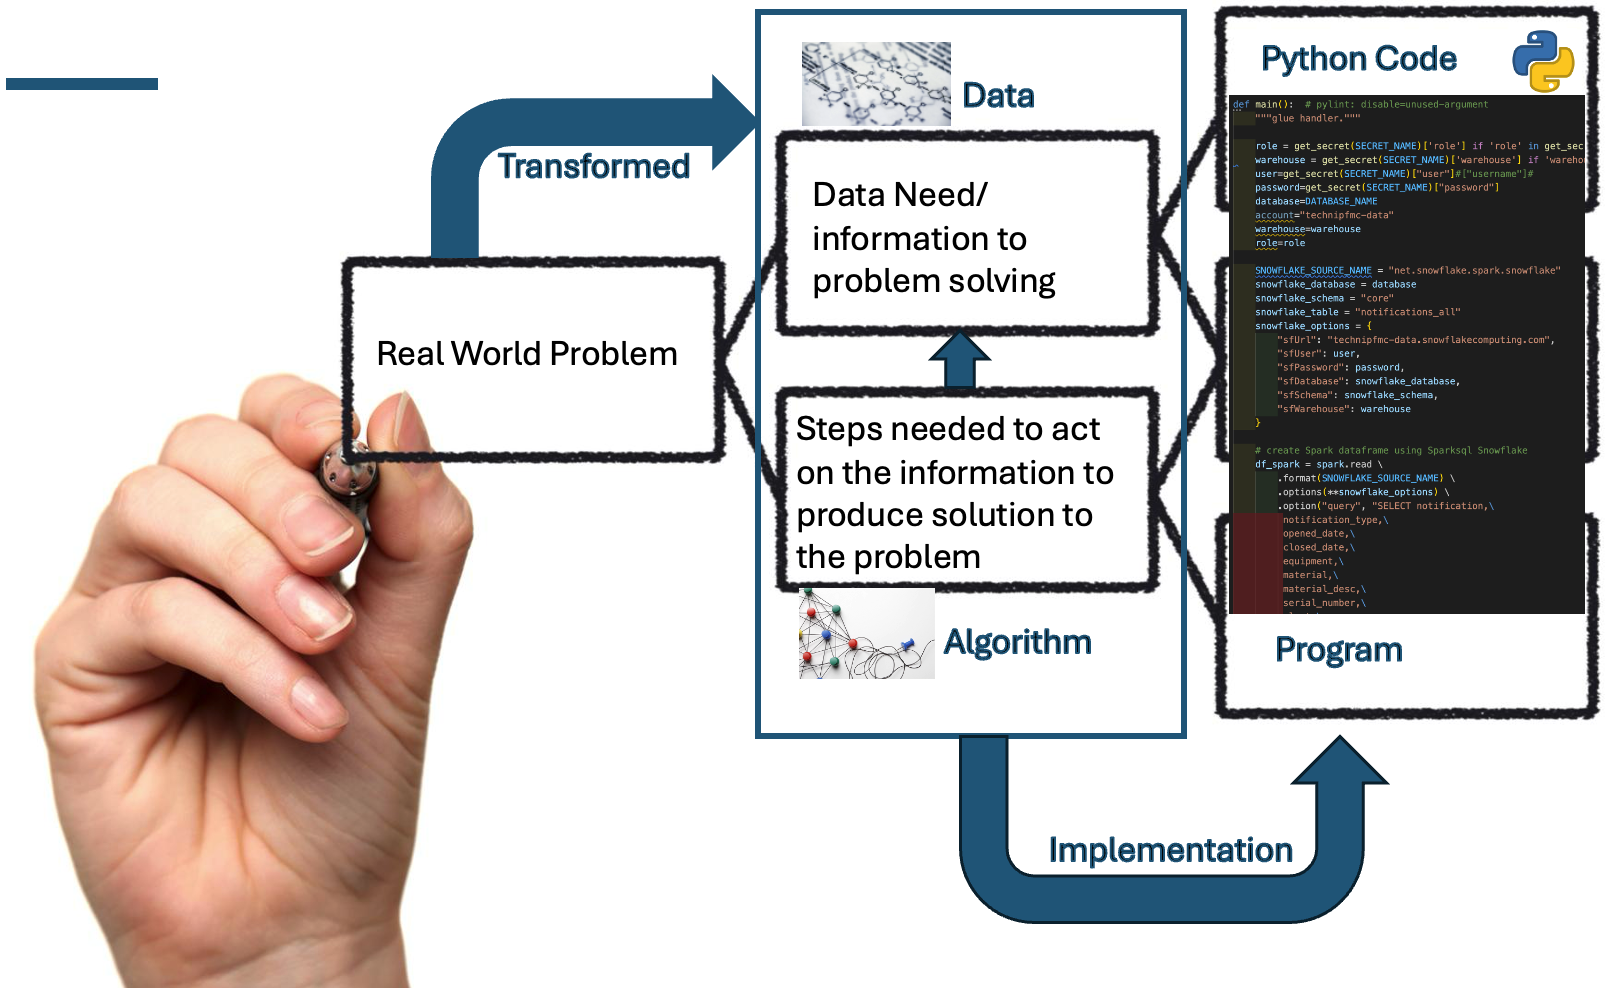 Transformed
Real World Problem
Data
Data Need/
information to
problem solving
Steps needed to act
on the information to
produce solution to
the problem
Algorithm
Implementation
Python Code
def main():  # pylint: disable=unused-argument
"""glue handler."""
role = get_secret(SECRET_NAME)['role'] if 'role' in get_sec
warehouse = get_secret(SECRET_NAME)['warehouse'] if 'wareho
user=get_secret(SECRET_NAME)["user"]#["username"]#
password=get_secret(SECRET_NAME)["password"]
database=DATABASE_NAME
account="technipfmc-data"
warehouse=warehouse
role=role
SNOWFLAKE_SOURCE_NAME = "net.snowflake.spark.snowflake"
snowflake_database = database
snowflake_schema = "core"
snowflake_table = "notifications_all"
snowflake_options = {
"sfUrl": "technipfmc-data.snowflakecomputing.com",
"sfUser": user,
"sfPassword": password,
"sfDatabase": snowflake_database,
"sfSchema": snowflake_schema,
"sfWarehouse": warehouse
}
# create Spark dataframe using Sparksql Snowflake
df_spark = spark.read \
.format(SNOWFLAKE_SOURCE_NAME) \
.options(**snowflake_options) \
.option("query", "SELECT notification,\
notification_type,\
opened_date,\
closed_date,\
equipment,\
material,\
material_desc,\
serial_number,\
Program